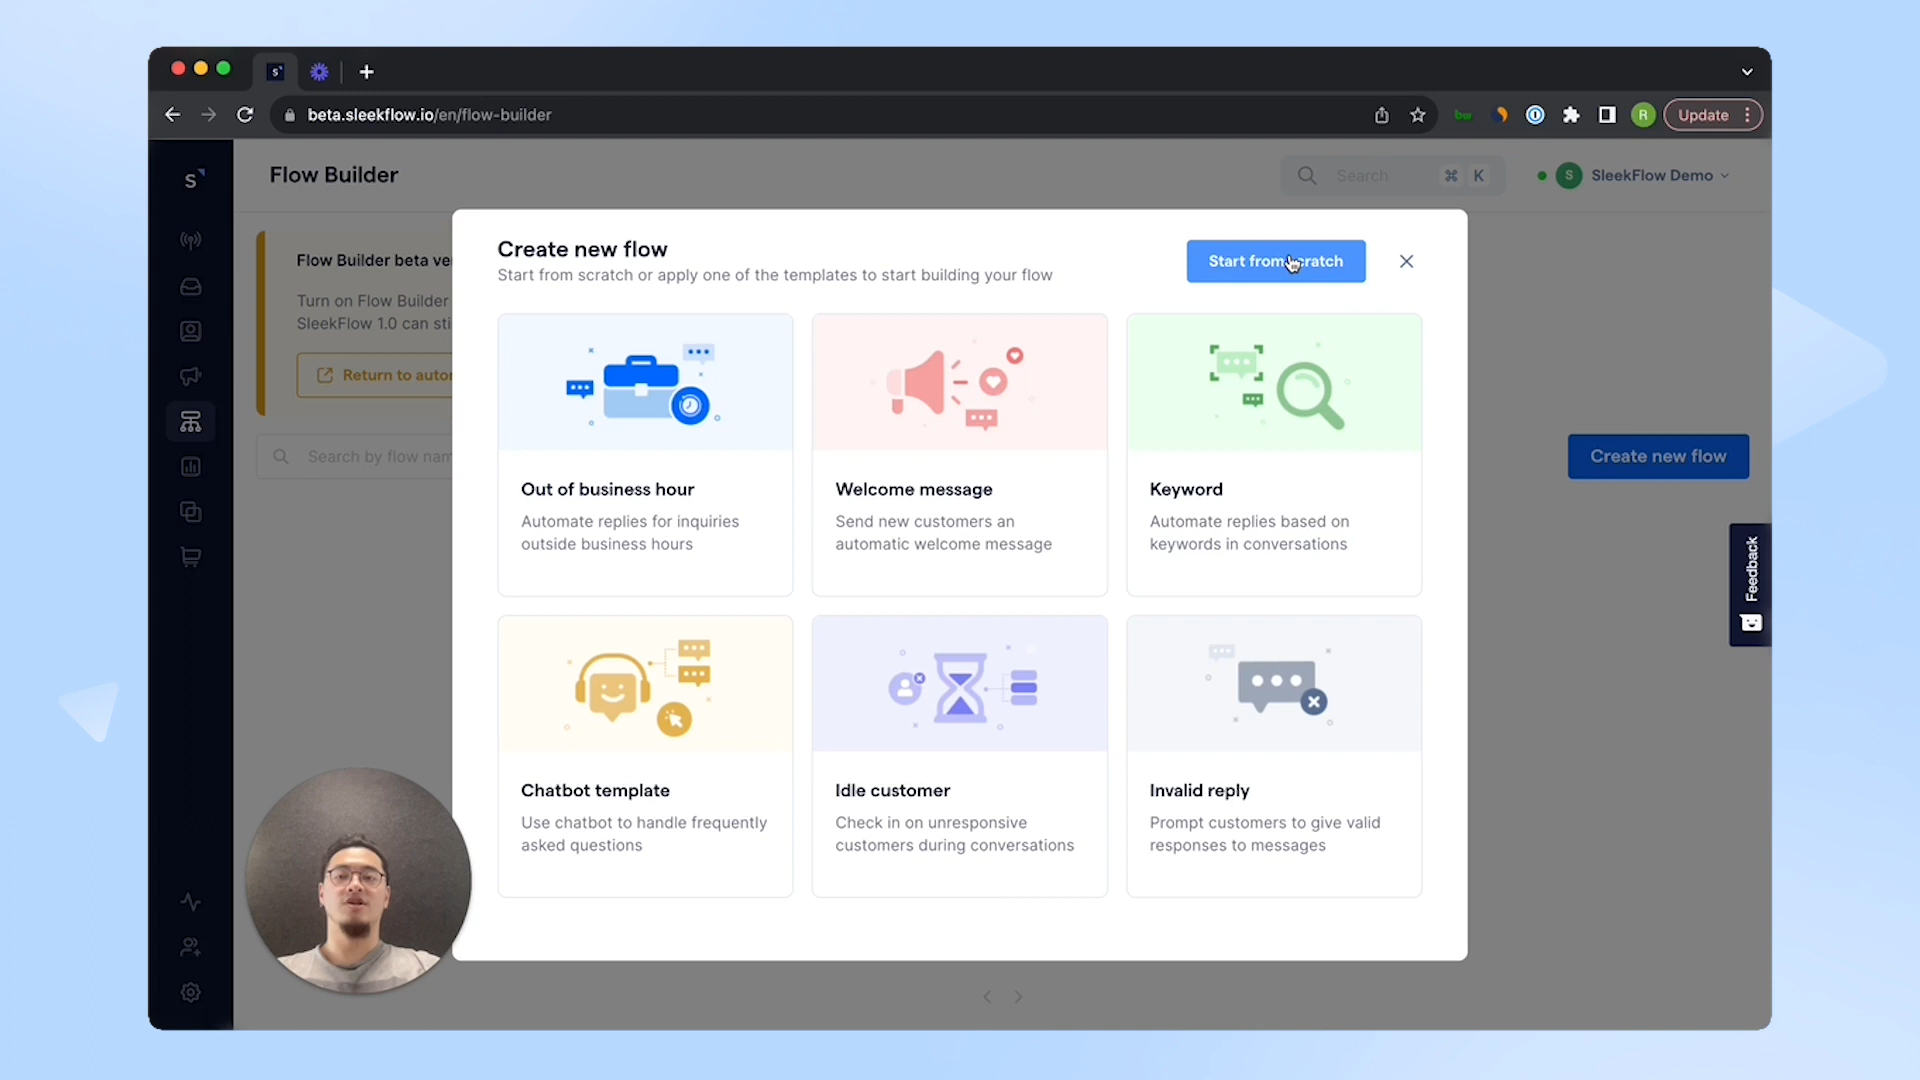 beta.sleekflow.io/en/flow-builder
Update
S
Flow Builder
Search ⌘ K
S SleekFlow Demo
Flow Builder beta ve
Turn on Flow Builder
SleekFlow 1.0 can sti
Return to autor
Search by flow nam
Create new flow
Feedback
Create new flow
Start from scratch or apply one of the templates to start building your flow
Start from scratch
Out of business hour
Automate replies for inquiries
outside business hours
Welcome message
Send new customers an
automatic welcome message
Keyword
Automate replies based on
keywords in conversations
Chatbot template
Use chatbot to handle frequently
asked questions
Idle customer
Check in on unresponsive
customers during conversations
Invalid reply
Prompt customers to give valid
responses to messages